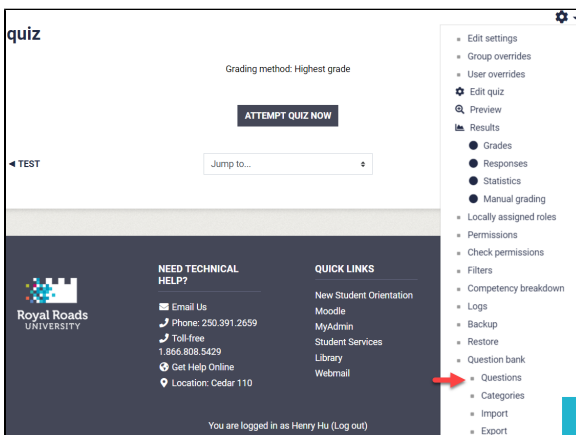 quiz
Grading method: Highest grade
ATTEMPT QUIZ NOW
◄ TEST
Jump to...
Edit settings
Group overrides
User overrides
Edit quiz
Preview
Results
Grades
Responses
Statistics
Manual grading
Locally assigned roles
Permissions
Check permissions
Filters
Competency breakdown
Logs
Backup
Restore
Question bank
Questions
Categories
Import
Export
Royal Roads
UNIVERSITY
NEED TECHNICAL
HELP?
Email Us
Phone: 250.391.2659
Toll-free
1.866.808.5429
Get Help Online
Location: Cedar 110
QUICK LINKS
New Student Orientation
Moodle
MyAdmin
Student Services
Library
Webmail
You are logged in as Henry Hu (Log out)